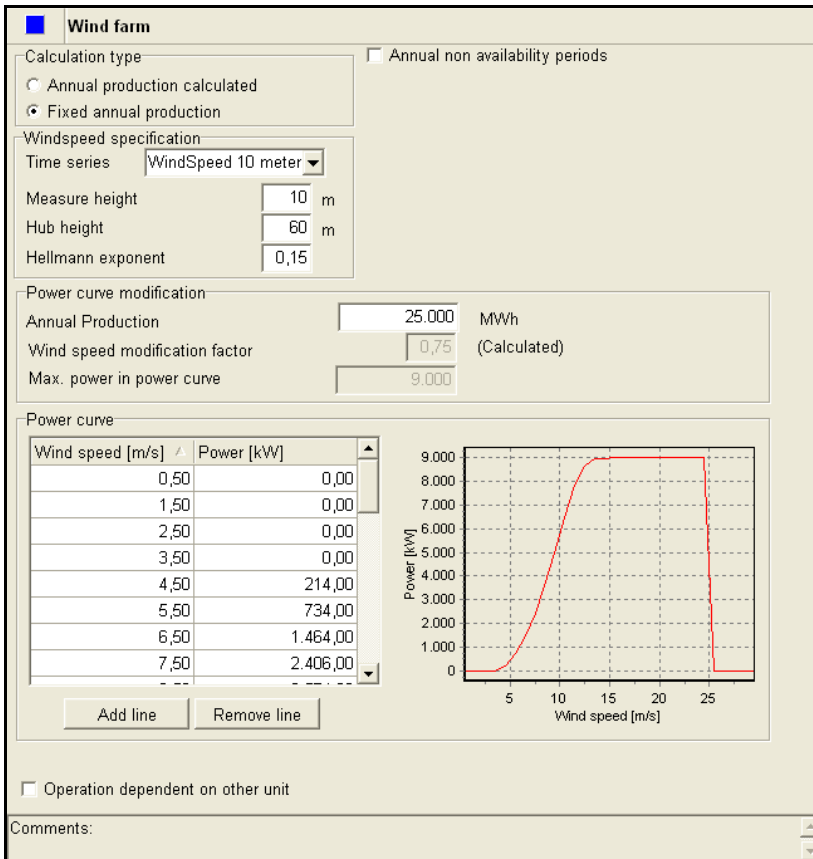 Wind farm
Calculation type
Annual non availability periods
Annual production calculated
Fixed annual production
Windspeed specification
Time series WindSpeed 10 meter
Measure height 10 m
Hub height 60 m
Hellmann exponent 0,15
Power curve modification
Annual Production 25.000 MWh
Wind speed modification factor 0,75 (Calculated)
Max. power in power curve 9.000
Power curve
Wind speed [m/s] Power [kW]
0,50 0,00
1,50 0,00
2,50 0,00
3,50 0,00
4,50 214,00
5,50 734,00
6,50 1.464,00
7,50 2.406,00
Add line Remove line
Power [kW]
9.000
8.000
7.000
6.000
5.000
4.000
3.000
2.000
1.000
0
5 10 15 20 25
Wind speed [m/s]
Operation dependent on other unit
Comments: